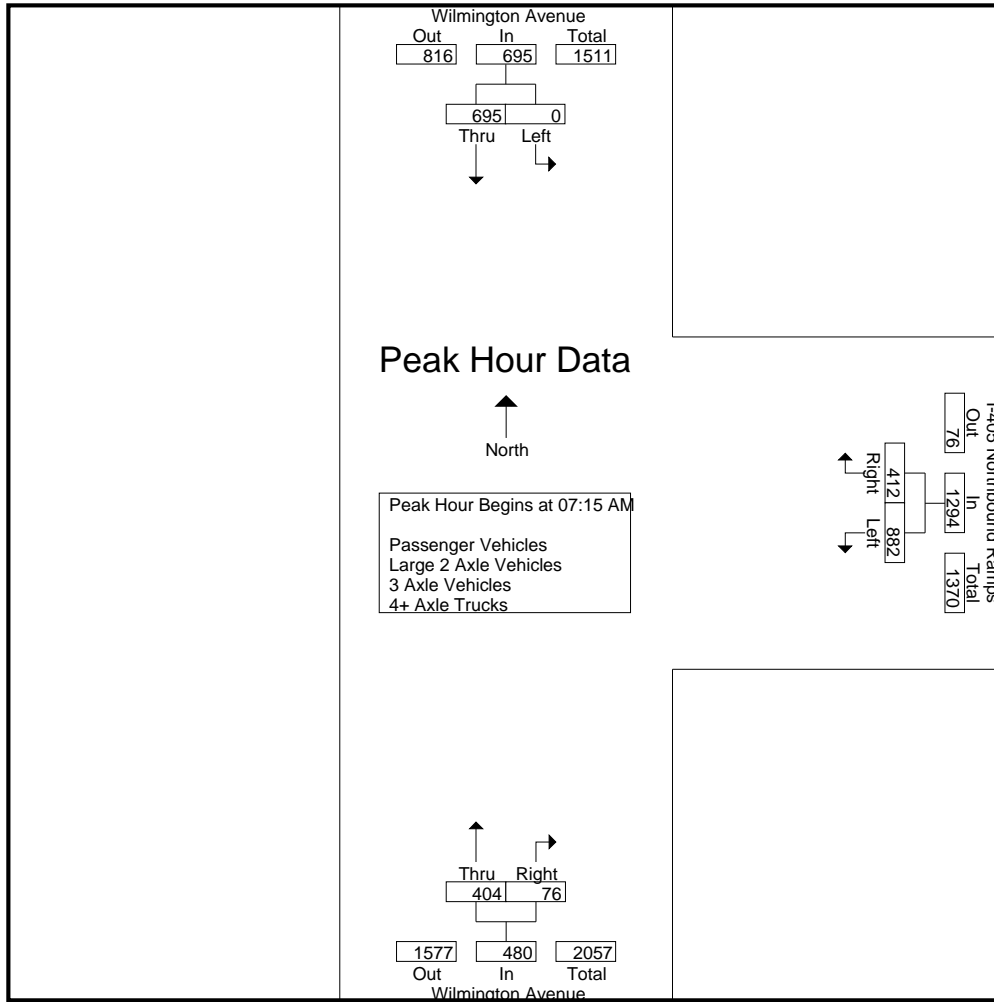 Wilmington Avenue
Out In Total
816 695 1511
695 0
Thru Left
Peak Hour Data
North
Peak Hour Begins at 07:15 AM
Passenger Vehicles
Large 2 Axle Vehicles
3 Axle Vehicles
4+ Axle Trucks
I-405 Northbound Ramps
Out In Total
76 1294 1370
412 882
Right Left
Thru Right
404 76
1577 480 2057
Out In Total
Wilmington Avenue